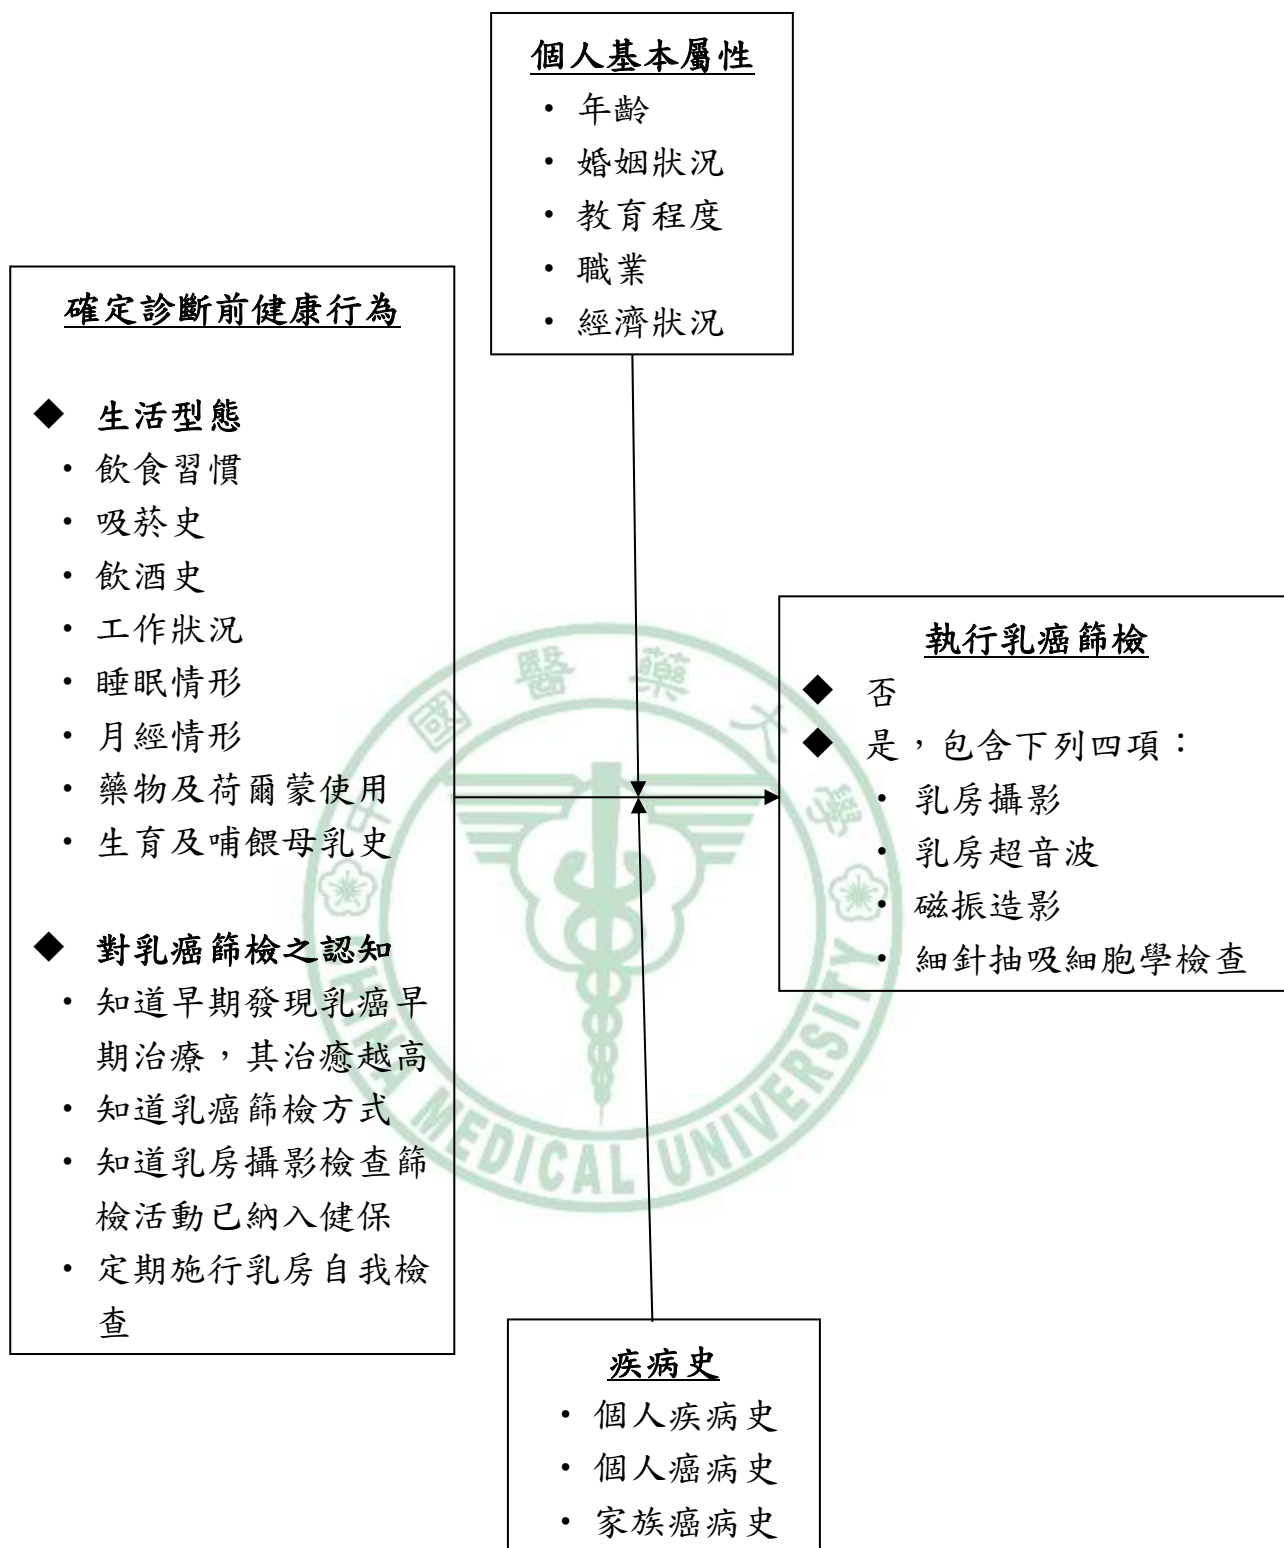 個人基本屬性
・年齡
・婚姻狀況
・教育程度
・職業
・經濟狀況
確定診斷前健康行為
◆ 生活型態
・飲食習慣
・吸菸史
・飲酒史
・工作狀況
・睡眠情形
・月經情形
・藥物及荷爾蒙使用
・生育及哺餵母乳史
◆ 對乳癌篩檢之認知
・知道早期發現乳癌早
期治療，其治癒越高
・知道乳癌篩檢方式
・知道乳房攝影檢查篩
檢活動已納入健保
・定期施行乳房自我檢
查
執行乳癌篩檢
◆ 否
◆ 是，包含下列四項：
・乳房攝影
・乳房超音波
・磁振造影
・細針抽吸細胞學檢查
疾病史
・個人疾病史
・個人癌病史
・家族癌病史
中國醫藥大學
CHINA MEDICAL UNIVERSITY